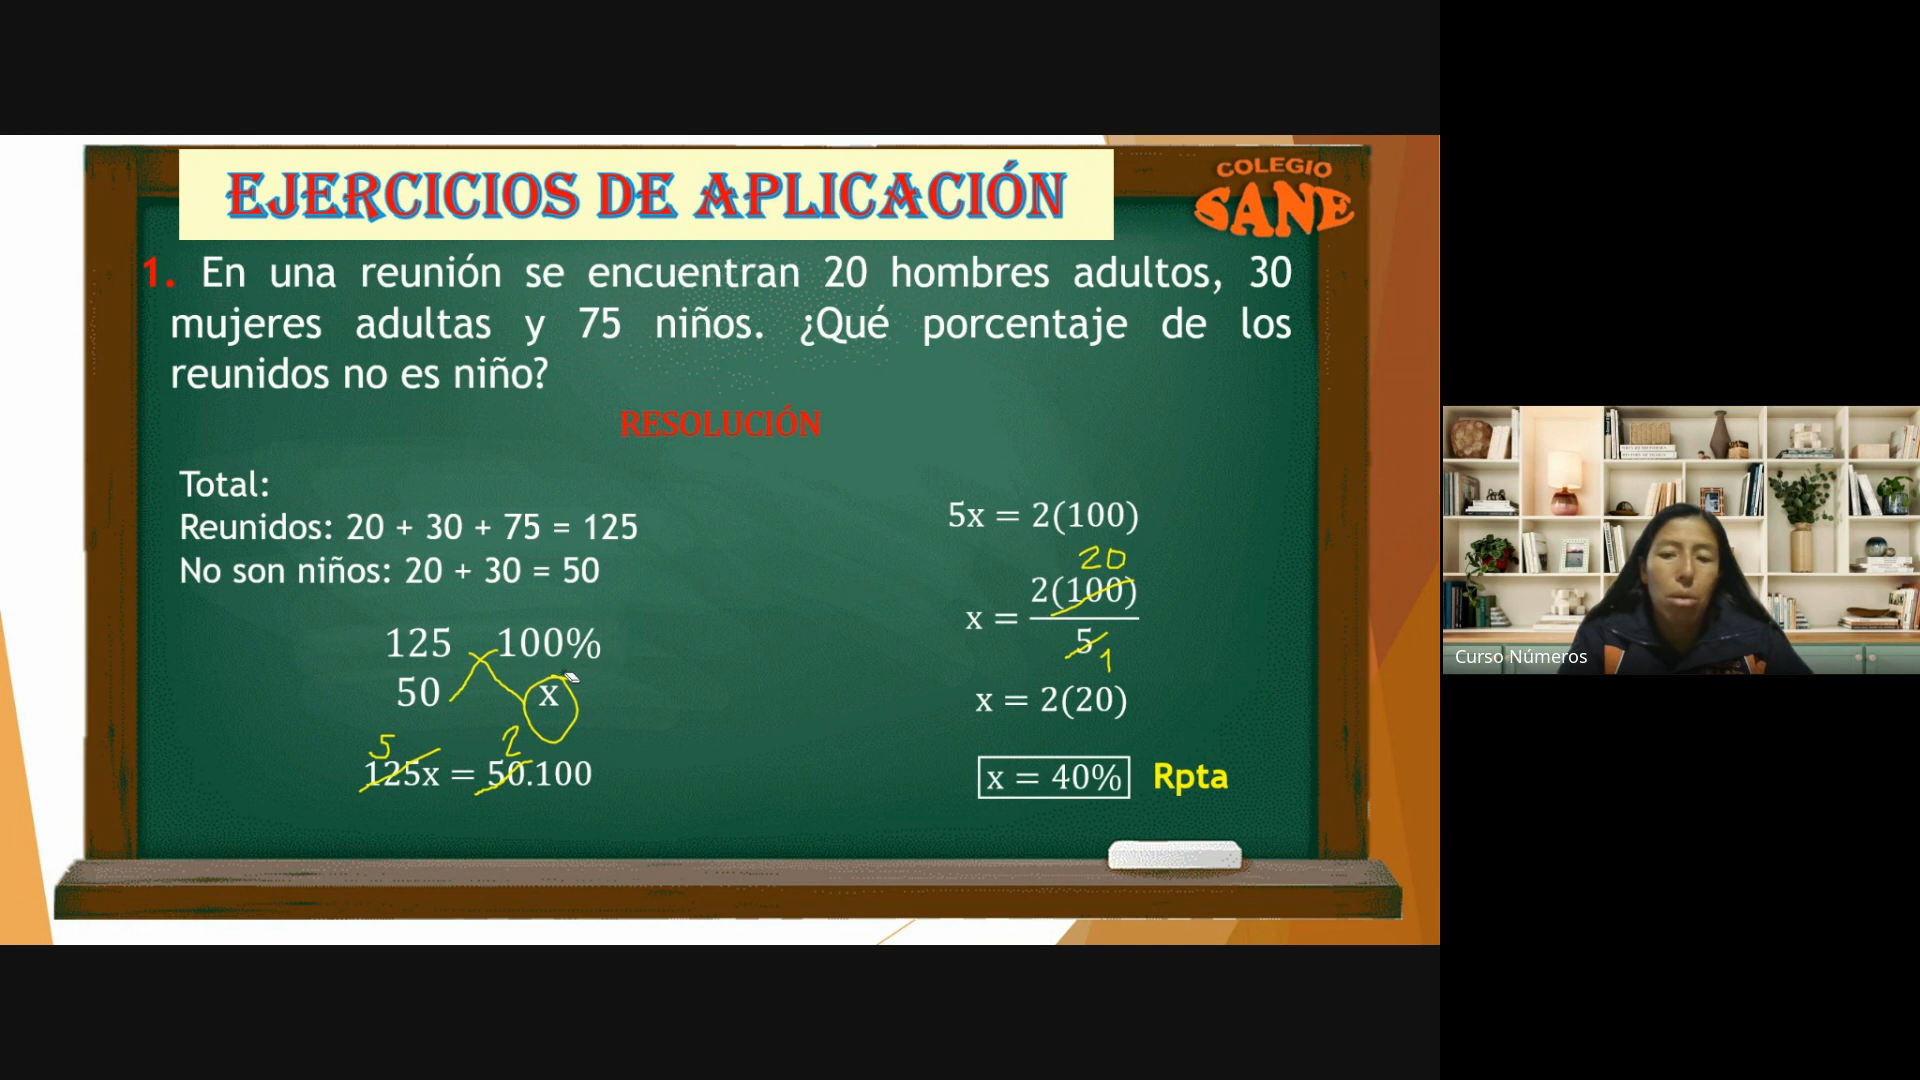 EJERCICIOS DE APLICACIÓN
COLEGIO
SANE
1. En una reunión se encuentran 20 hombres adultos, 30
mujeres adultas y 75 niños. ¿Qué porcentaje de los
reunidos no es niño?
RESOLUCIÓN
Total:
Reunidos: 20 + 30 + 75 = 125
No son niños: 20 + 30 = 50
125 100%
50 x
5 2
125x = 50.100
5x = 2(100)
20
2(100)
x =
5
1
x = 2(20)
x = 40% Rpta
Curso Números